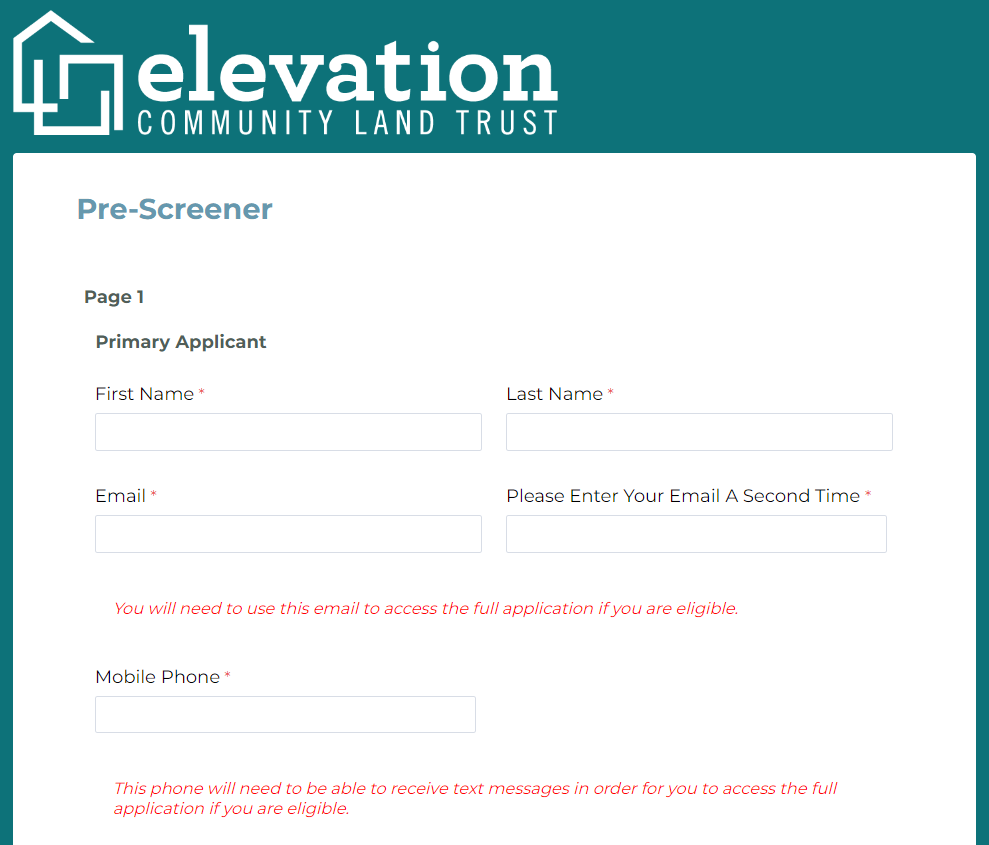 elevation
COMMUNITY LAND TRUST
Pre-Screener
Page 1
Primary Applicant
First Name *
Last Name *
Email *
Please Enter Your Email A Second Time *
You will need to use this email to access the full application if you are eligible.
Mobile Phone *
This phone will need to be able to receive text messages in order for you to access the full
application if you are eligible.